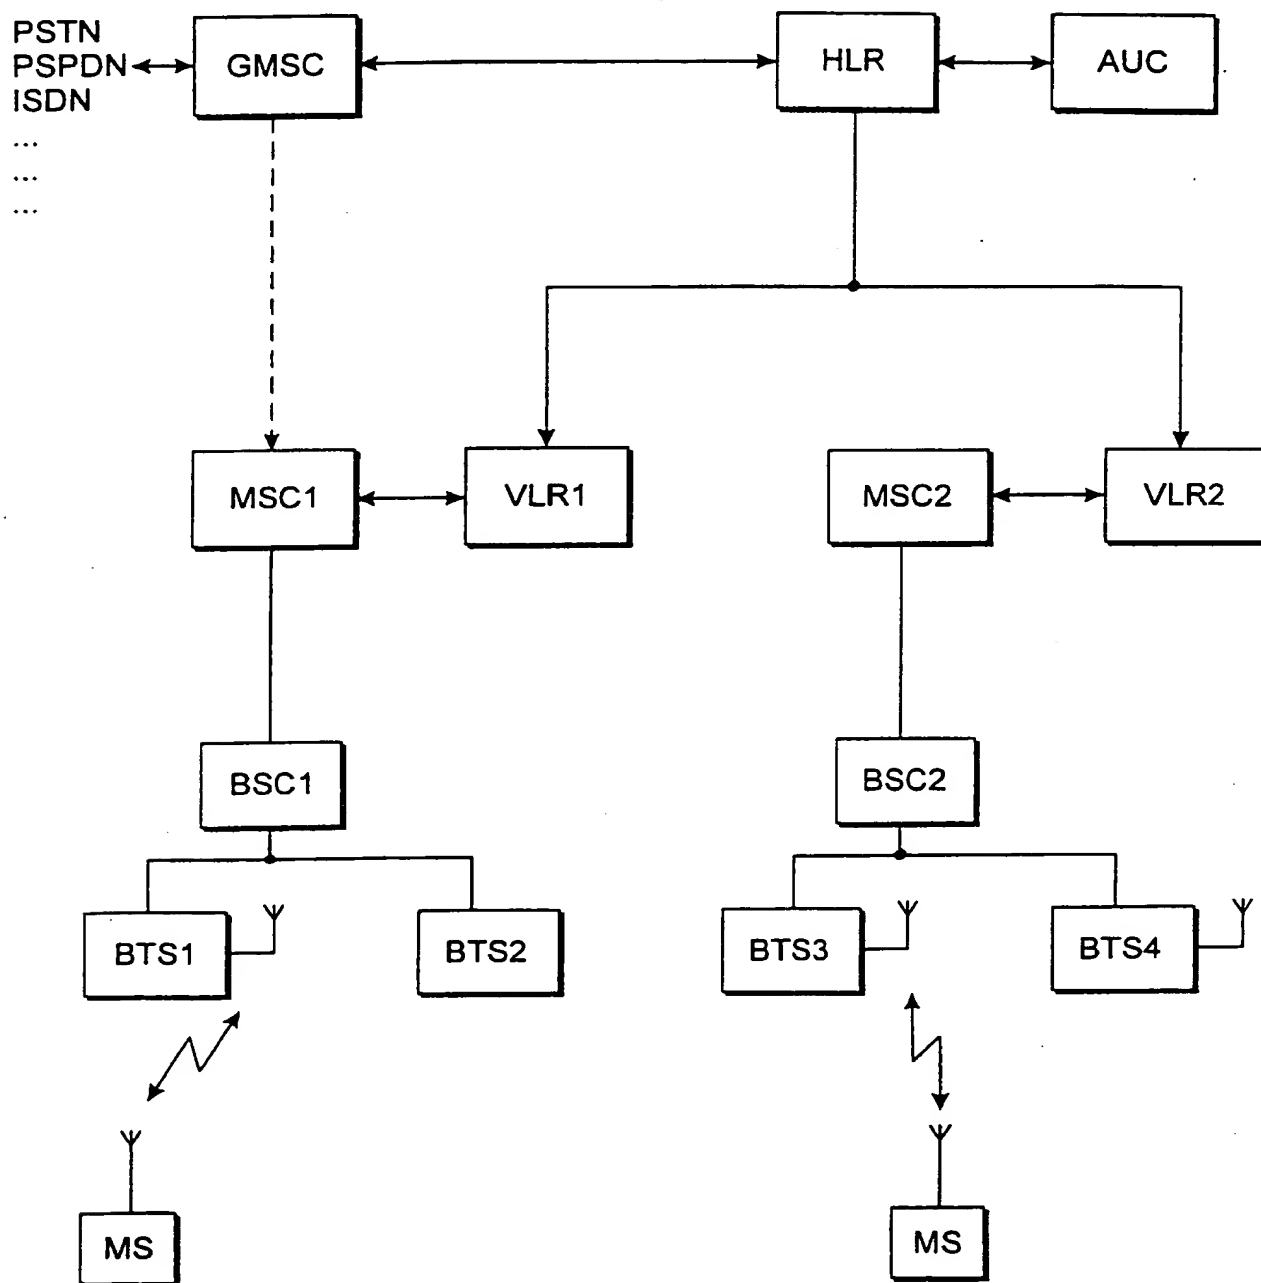 PSTN
PSPDN
ISDN
...
...
...
GMSC
HLR
AUC
MSC1
VLR1
MSC2
VLR2
BSC1
BSC2
BTS1
BTS2
BTS3
BTS4
MS
MS